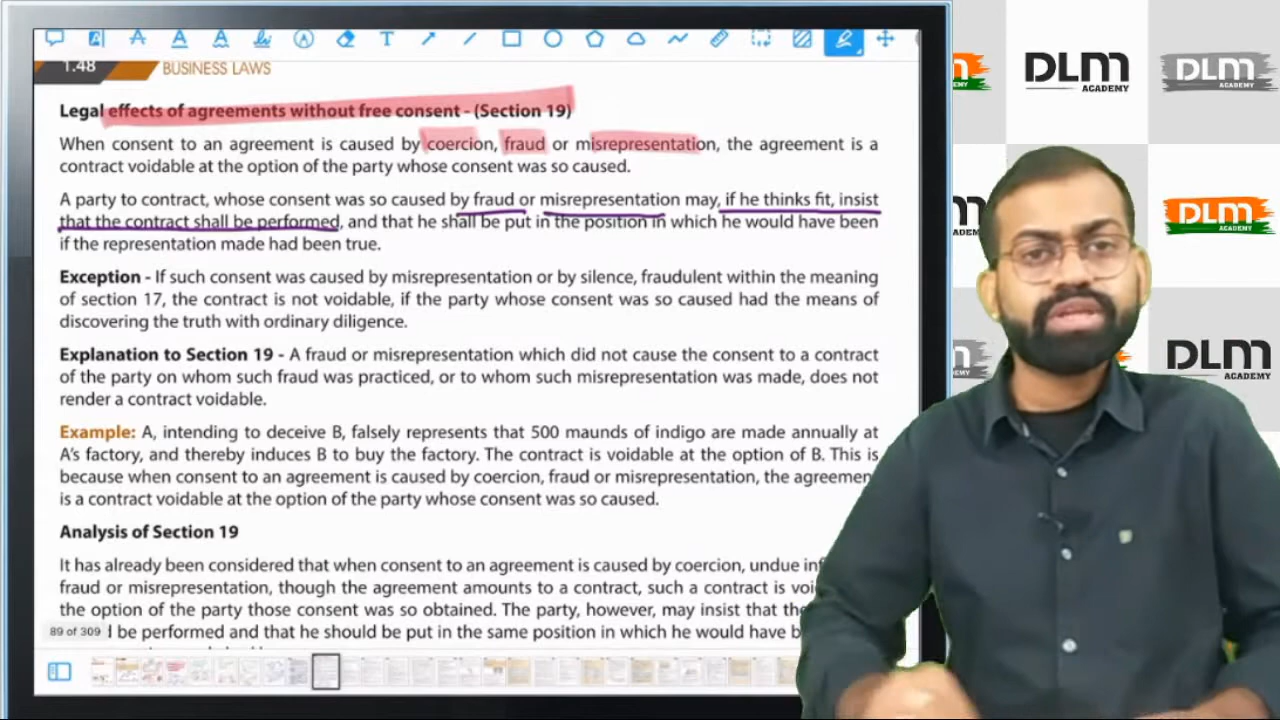 1.48
BUSINESS LAWS
Legal effects of agreements without free consent - (Section 19)
When consent to an agreement is caused by coercion, fraud or misrepresentation, the agreement is a
contract voidable at the option of the party whose consent was so caused.
A party to contract, whose consent was so caused by fraud or misrepresentation may, if he thinks fit, insist
that the contract shall be performed, and that he shall be put in the position in which he would have been
if the representation made had been true.
Exception - If such consent was caused by misrepresentation or by silence, fraudulent within the meaning
of section 17, the contract is not voidable, if the party whose consent was so caused had the means of
discovering the truth with ordinary diligence.
Explanation to Section 19 - A fraud or misrepresentation which did not cause the consent to a contract
of the party on whom such fraud was practiced, or to whom such misrepresentation was made, does not
render a contract voidable.
Example: A, intending to deceive B, falsely represents that 500 maunds of indigo are made annually at
A's factory, and thereby induces B to buy the factory. The contract is voidable at the option of B. This is
because when consent to an agreement is caused by coercion, fraud or misrepresentation, the agreemen
is a contract voidable at the option of the party whose consent was so caused.
Analysis of Section 19
It has already been considered that when consent to an agreement is caused by coercion, undue inf
fraud or misrepresentation, though the agreement amounts to a contract, such a contract is voi
the option of the party those consent was so obtained. The party, however, may insist that the
be performed and that he should be put in the same position in which he would have b
89 of 309
DLM
ACADEMY
DLM
ACADEMY
DLM
ACADEMY
DLM
ACADEMY